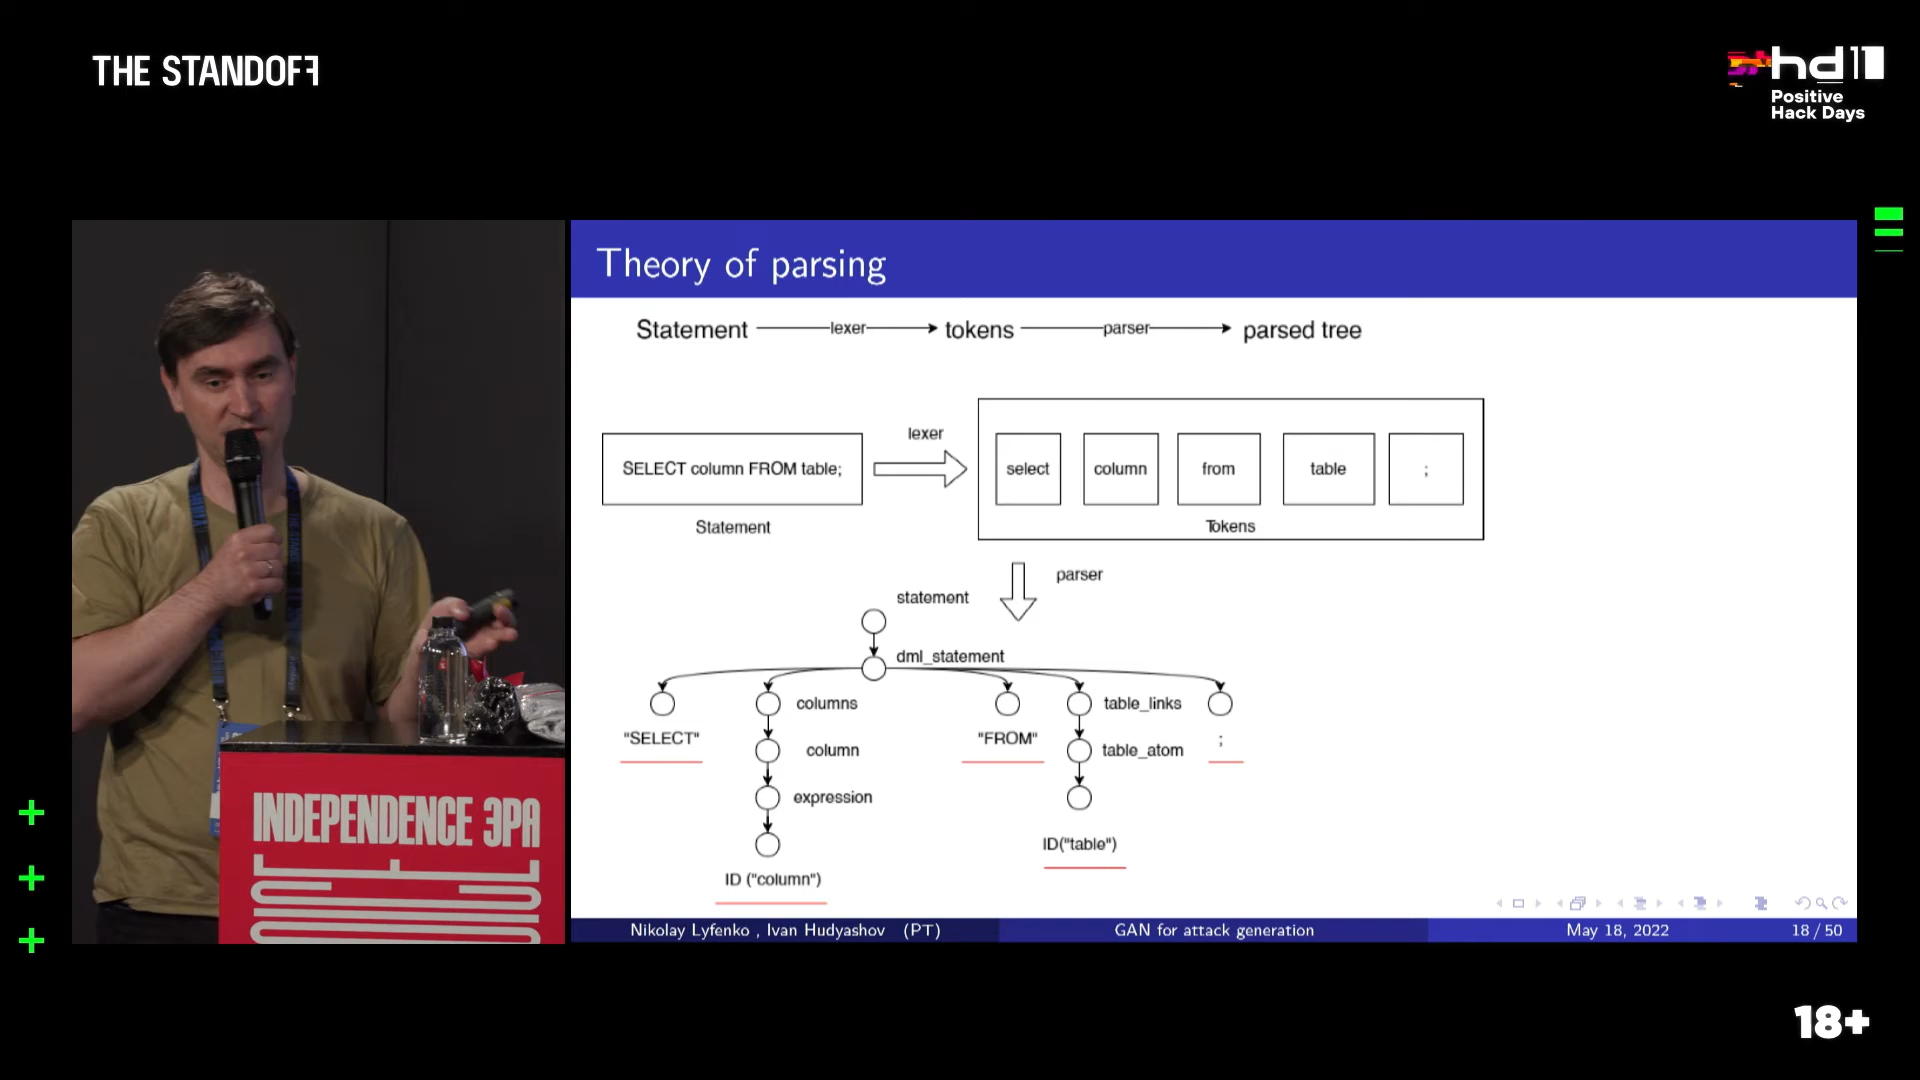 THE STANDOFF
hd11
Positive
Hack Days
Theory of parsing
Statement lexer tokens parser parsed tree
lexer
SELECT column FROM table;
select column from table ;
Statement
Tokens
parser
statement
dml_statement
columns
table_links
"SELECT"
"FROM"
;
column
table_atom
expression
ID("table")
ID ("column")
INDEPENDENCE ЭРА
Nikolay Lyfenko , Ivan Hudyashov (PT) GAN for attack generation May 18, 2022 18 / 50
18+